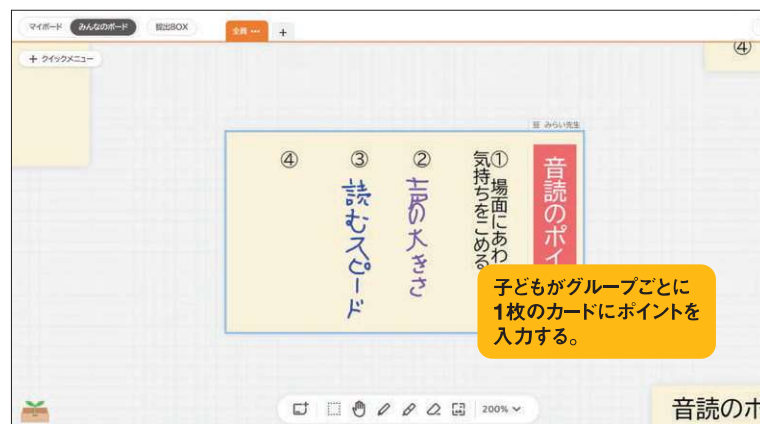 マイボード
みんなのボード
提出BOX
全員 •••
+
+ クイックメニュー
④
みらい先生
音読のポイ
① 場面にあわ
気持ちをこめる
② 声の大きさ
③ 読むスピード
④
子どもがグループごとに
1枚のカードにポイントを
入力する。
200%
音読のポ